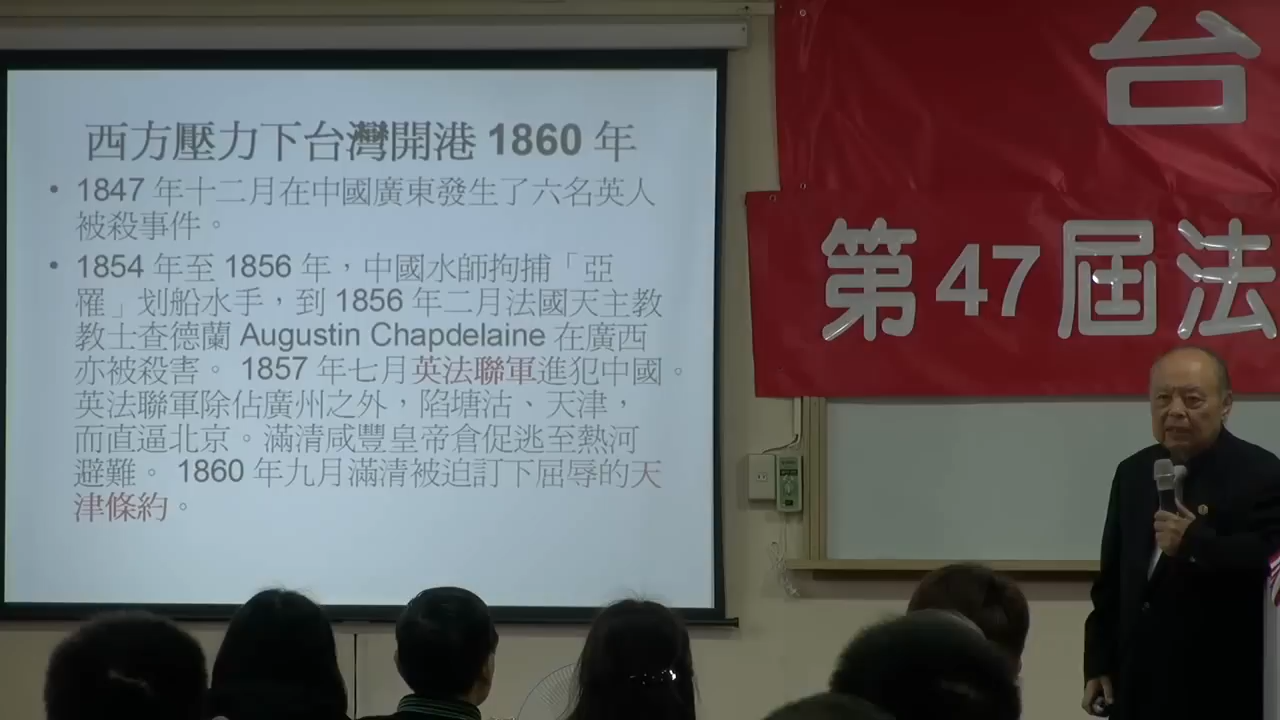 西方壓力下台灣開港 1860 年
• 1847 年十二月在中國廣東發生了六名英人
被殺事件。
• 1854 年至 1856 年，中國水師拘捕「亞
罹」划船水手，到 1856 年二月法國天主教
教士查德蘭 Augustin Chapdelaine 在廣西
亦被殺害。 1857 年七月英法聯軍進犯中國。
英法聯軍除佔廣州之外，陷塘沽、天津，
而直逼北京。滿清咸豐皇帝倉促逃至熱河
避難。 1860 年九月滿清被迫訂下屈辱的天
津條約。
台
第47屆法